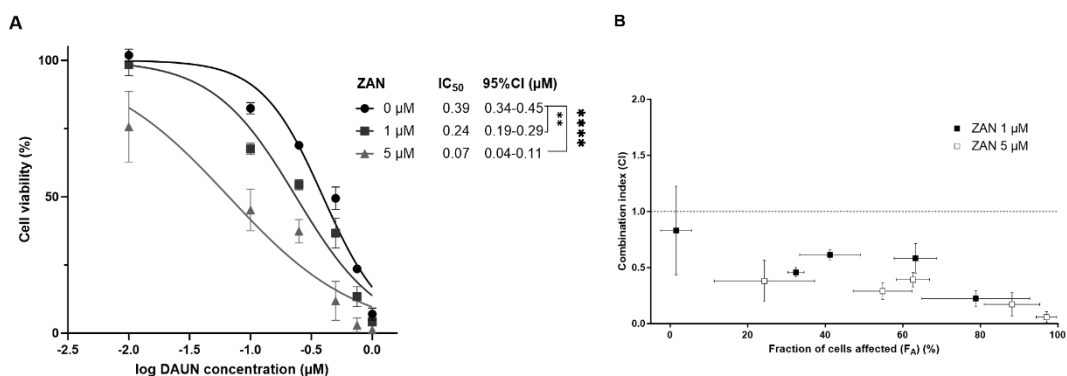 A
Cell viability (%)
100
50
0
-2.5
-2.0
-1.5
-1.0
-0.5
0.0
log DAUN concentration (µM)
ZAN IC50 95%CI (µM)
0 µM 0.39 0.34-0.45
1 µM 0.24 0.19-0.29
5 µM 0.07 0.04-0.11
**
****
B
Combination index (CI)
2.0
1.5
1.0
0.5
0.0
0
20
40
60
80
100
Fraction of cells affected (FA) (%)
ZAN 1 µM
ZAN 5 µM